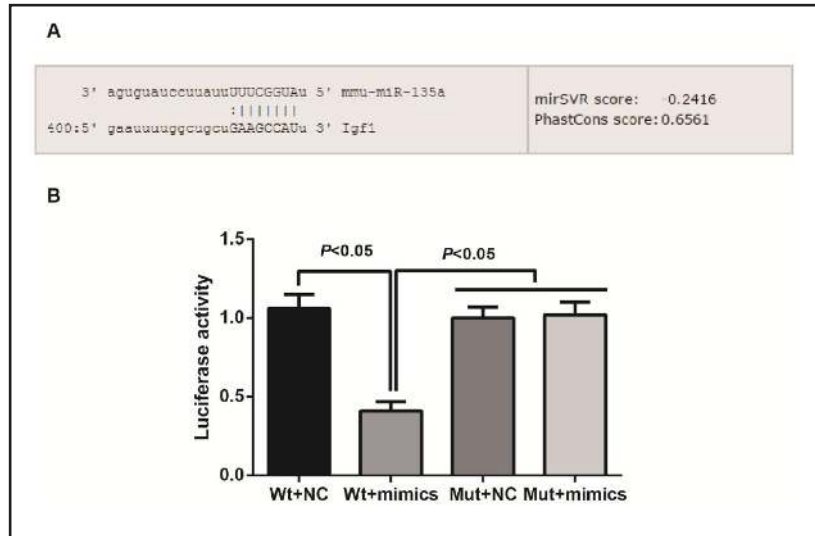 A
3' aguguauccuuauuUUUCGGUAu 5' mmu-miR-135a
:|||||||
400:5' gaauuuuggcugcuGAAGCCAUu 3' Igf1
mirSVR score: -0.2416
PhastCons score: 0.6561
B
P<0.05
P<0.05
Luciferase activity
1.5
1.0
0.5
0.0
Wt+NC Wt+mimics Mut+NC Mut+mimics